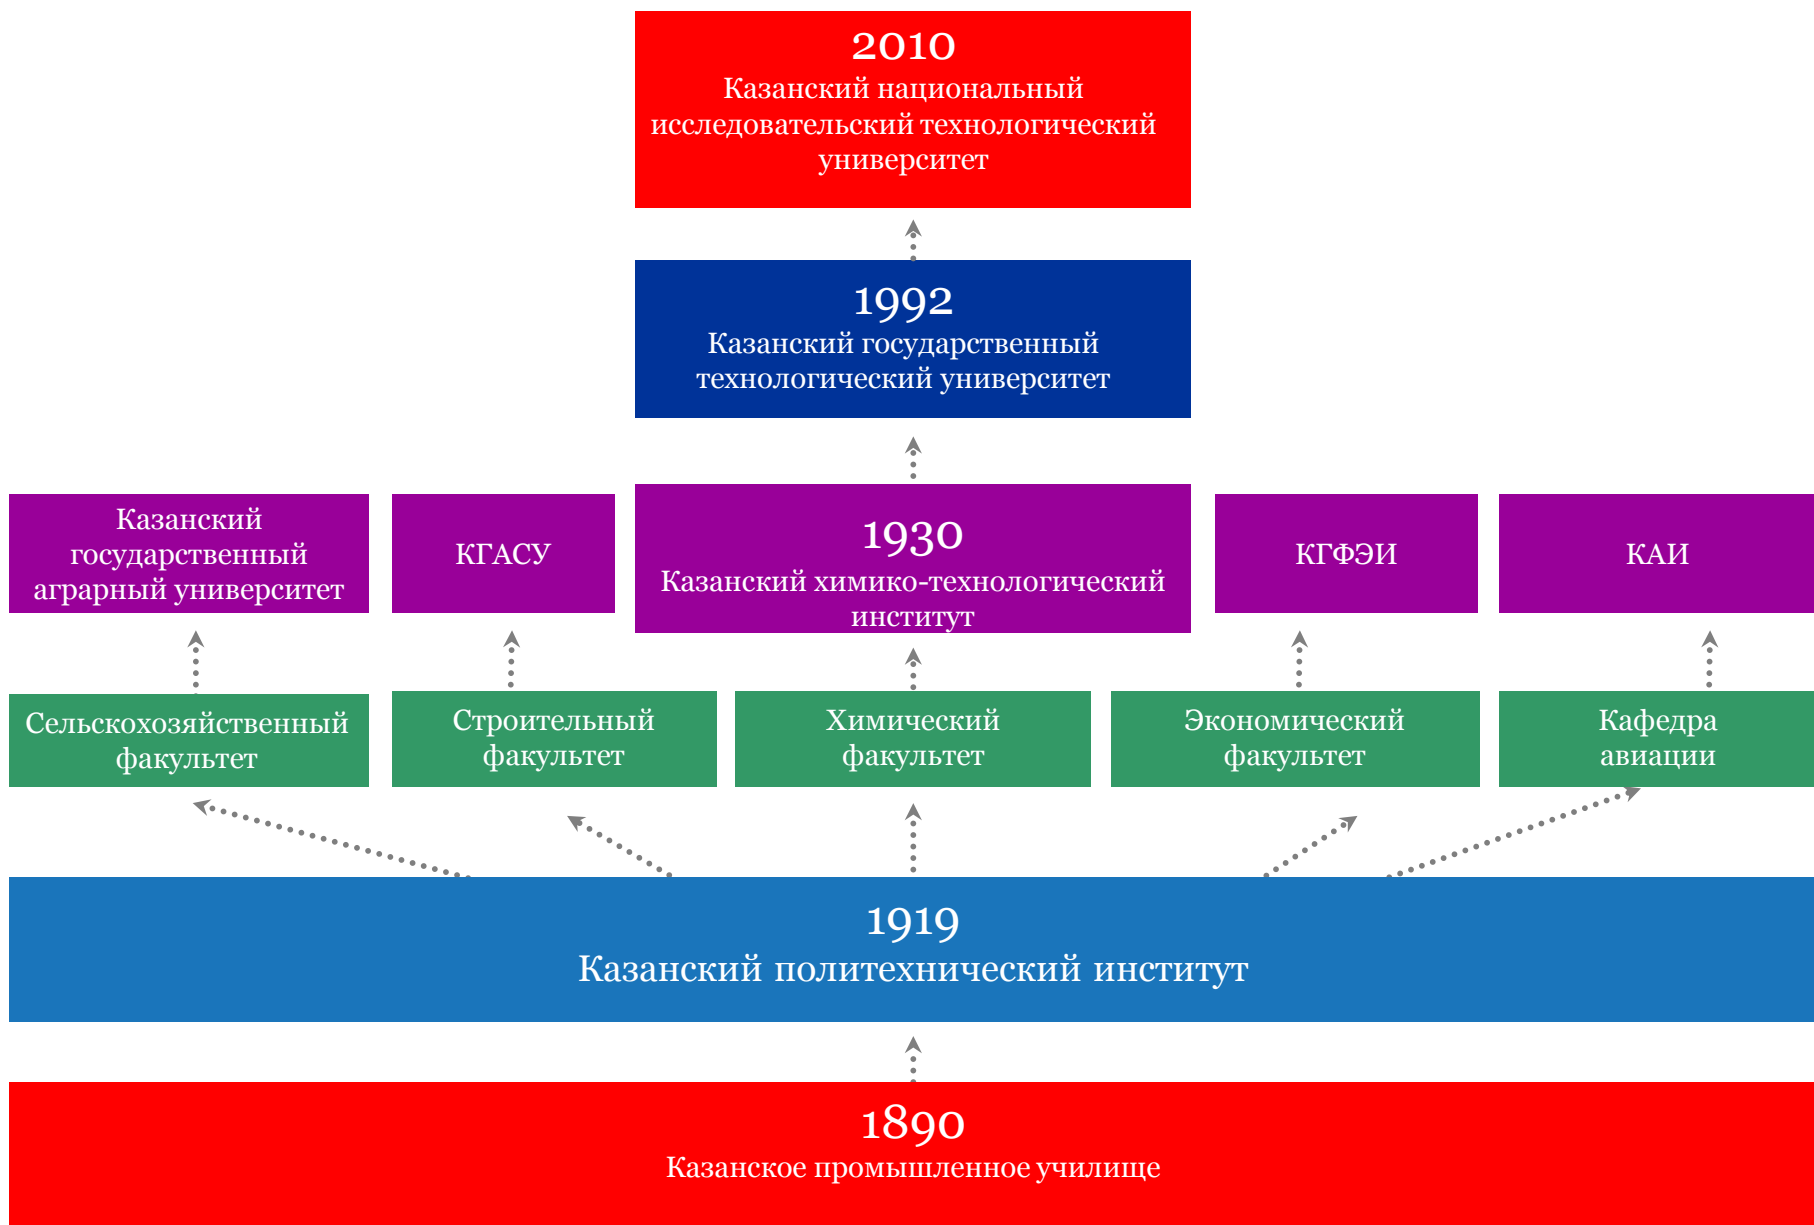 2010
Казанский национальный
исследовательский технологический
университет
1992
Казанский государственный
технологический университет
Казанский
государственный
аграрный университет
КГАСУ
1930
Казанский химико-технологический
институт
КГФЭИ
КАИ
Сельскохозяйственный
факультет
Строительный
факультет
Химический
факультет
Экономический
факультет
Кафедра
авиации
1919
Казанский политехнический институт
1890
Казанское промышленное училище